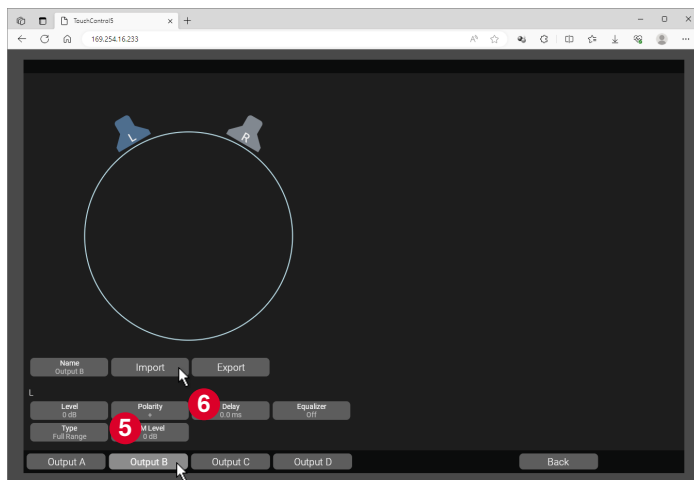 TouchControl5
169.254.16.233
L
R
Name
Output B
Import
Export
L
Level
0 dB
Polarity
+
6
Delay
0.0 ms
Equalizer
Off
Type
Full Range
5
M Level
0 dB
Output A
Output B
Output C
Output D
Back